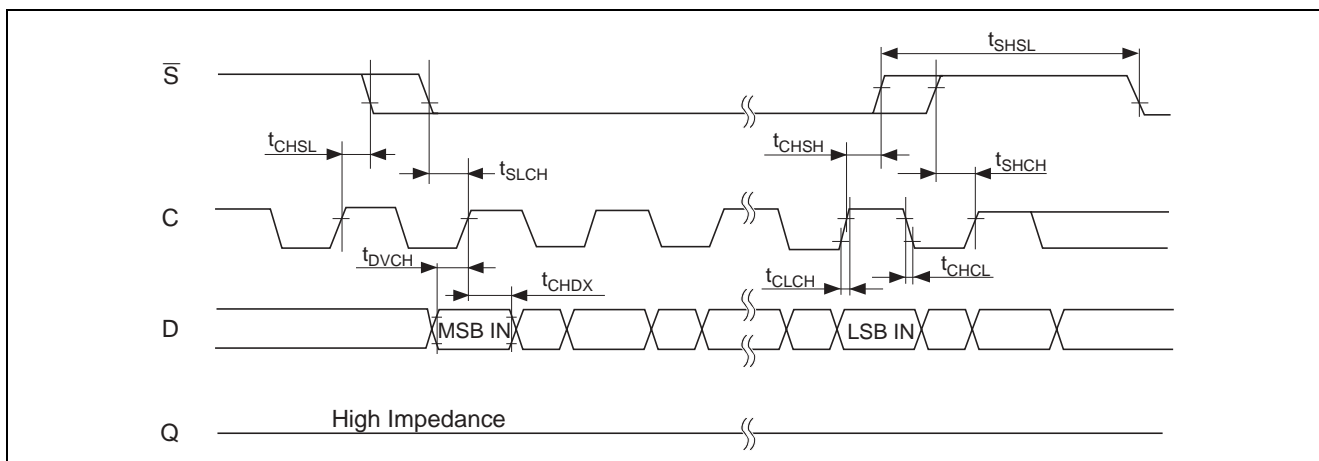 S̅
tSHSL
tCHSL
tSLCH
tCHSH
tSHCH
C
tDVCH
tCHDX
tCLCH
tCHCL
D
MSB IN
LSB IN
High Impedance
Q